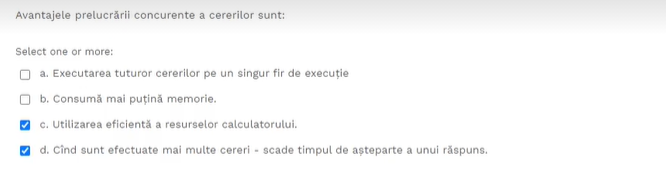 Avantajele prelucrării concurente a cererilor sunt:
Select one or more:
a. Executarea tuturor cererilor pe un singur fir de execuție
b. Consumă mai puțină memorie.
c. Utilizarea eficientă a resurselor calculatorului.
d. Cînd sunt efectuate mai multe cereri - scade timpul de așteparte a unui răspuns.